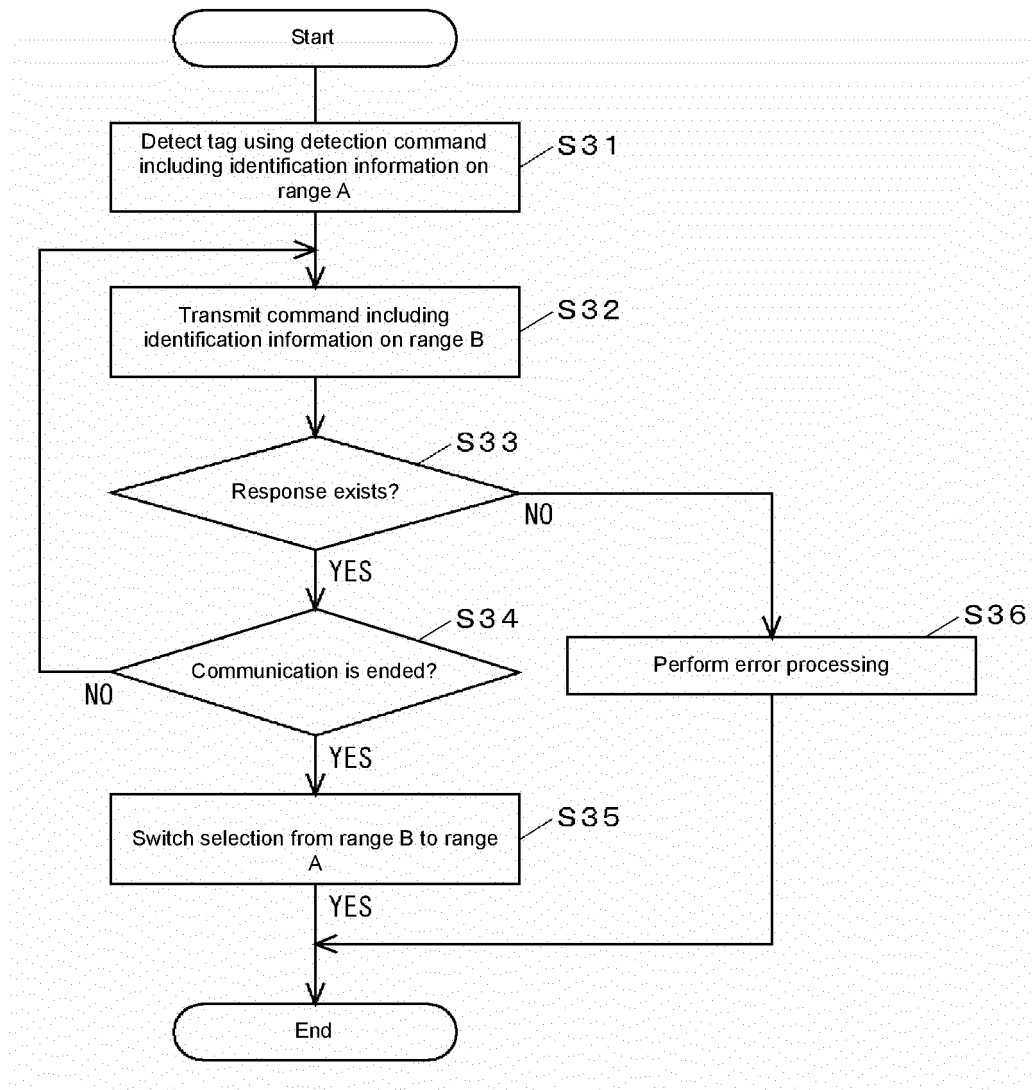 Start
Detect tag using detection command
including identification information on
range A
S31
Transmit command including
identification information on range B
S32
S33
Response exists?
NO
YES
S34
Communication is ended?
NO
S36
Perform error processing
YES
S35
Switch selection from range B to range
A
YES
End